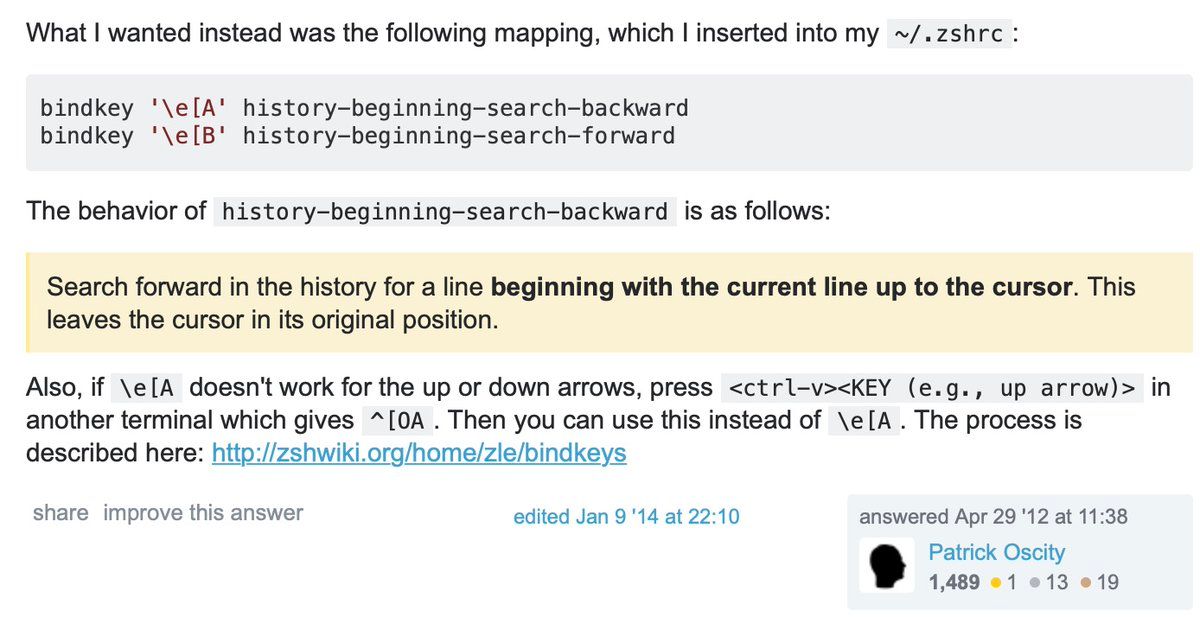 What I wanted instead was the following mapping, which I inserted into my ~/.zshrc :
bindkey '\e[A' history-beginning-search-backward
bindkey '\e[B' history-beginning-search-forward
The behavior of history-beginning-search-backward is as follows:
Search forward in the history for a line beginning with the current line up to the cursor. This
leaves the cursor in its original position.
Also, if \e[A doesn't work for the up or down arrows, press <ctrl-v><KEY (e.g., up arrow)> in
another terminal which gives ^[OA . Then you can use this instead of \e[A . The process is
described here: http://zshwiki.org/home/zle/bindkeys
share improve this answer
edited Jan 9 '14 at 22:10
answered Apr 29 '12 at 11:38
Patrick Oscity
1,489 ● 1 ● 13 ● 19